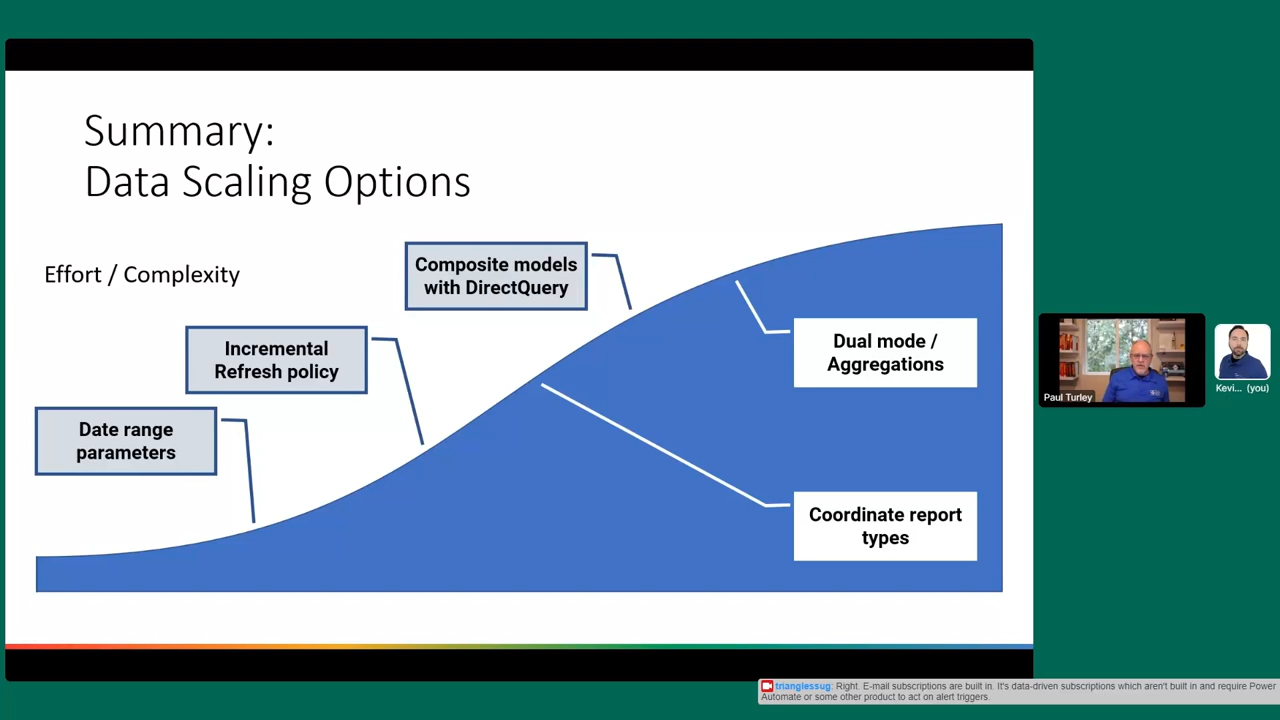 Summary:
Data Scaling Options
Effort / Complexity
Composite models
with DirectQuery
Incremental
Refresh policy
Date range
parameters
Dual mode /
Aggregations
Coordinate report
types
Paul Turley
Kevi... (you)
trianglessug: Right. E-mail subscriptions are built in. It's data-driven subscriptions which aren't built in and require Power
Automate or some other product to act on alert triggers.